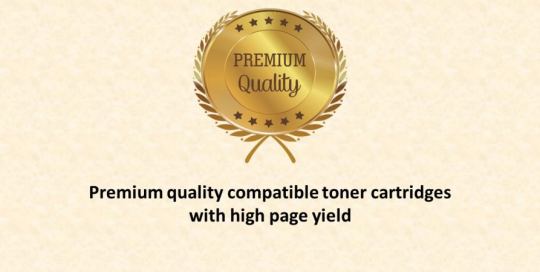 PREMIUM
Quality
Premium quality compatible toner cartridges
with high page yield